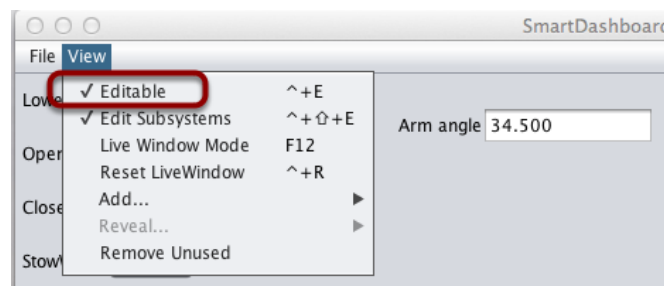 SmartDashboard
File View
Lowe
✓ Editable ^+E
✓ Edit Subsystems ^+⇧+E
Arm angle 34.500
Oper
Live Window Mode F12
Reset LiveWindow ^+R
Close
Add...
Reveal...
Stow
Remove Unused